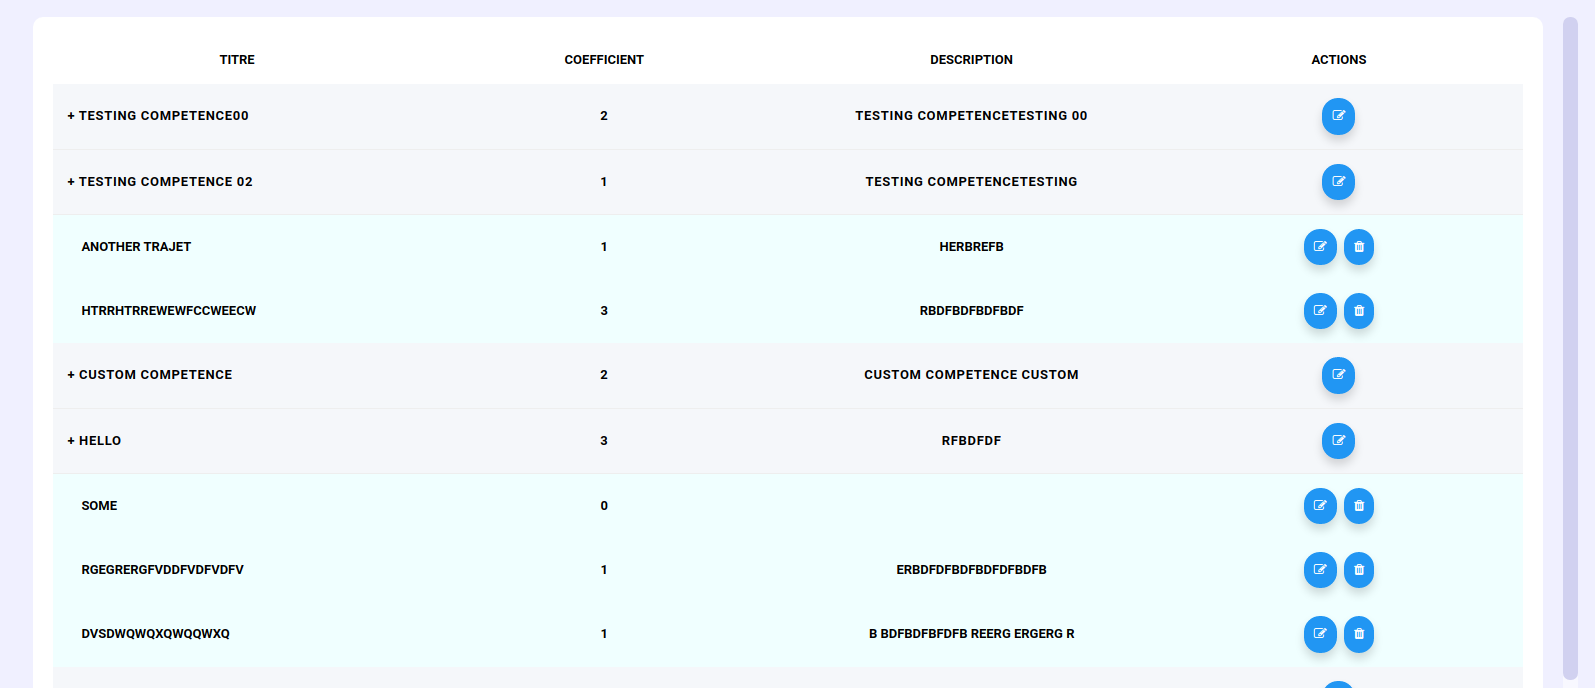 TITRE COEFFICIENT DESCRIPTION ACTIONS
+ TESTING COMPETENCE00 2 TESTING COMPETENCETESTING 00
+ TESTING COMPETENCE 02 1 TESTING COMPETENCETESTING
ANOTHER TRAJET 1 HERBREFB
HTRRHTRREWEWFCCWEECW 3 RBDFBDFBDFBDF
+ CUSTOM COMPETENCE 2 CUSTOM COMPETENCE CUSTOM
+ HELLO 3 RFBDFDF
SOME 0
RGEGRERGFVDDFVDFVDFV 1 ERBDFDFBDFBDFDFBDFB
DVSDWQWQXQWQQWXQ 1 B BDFBDFBFDFB REERG ERGERG R